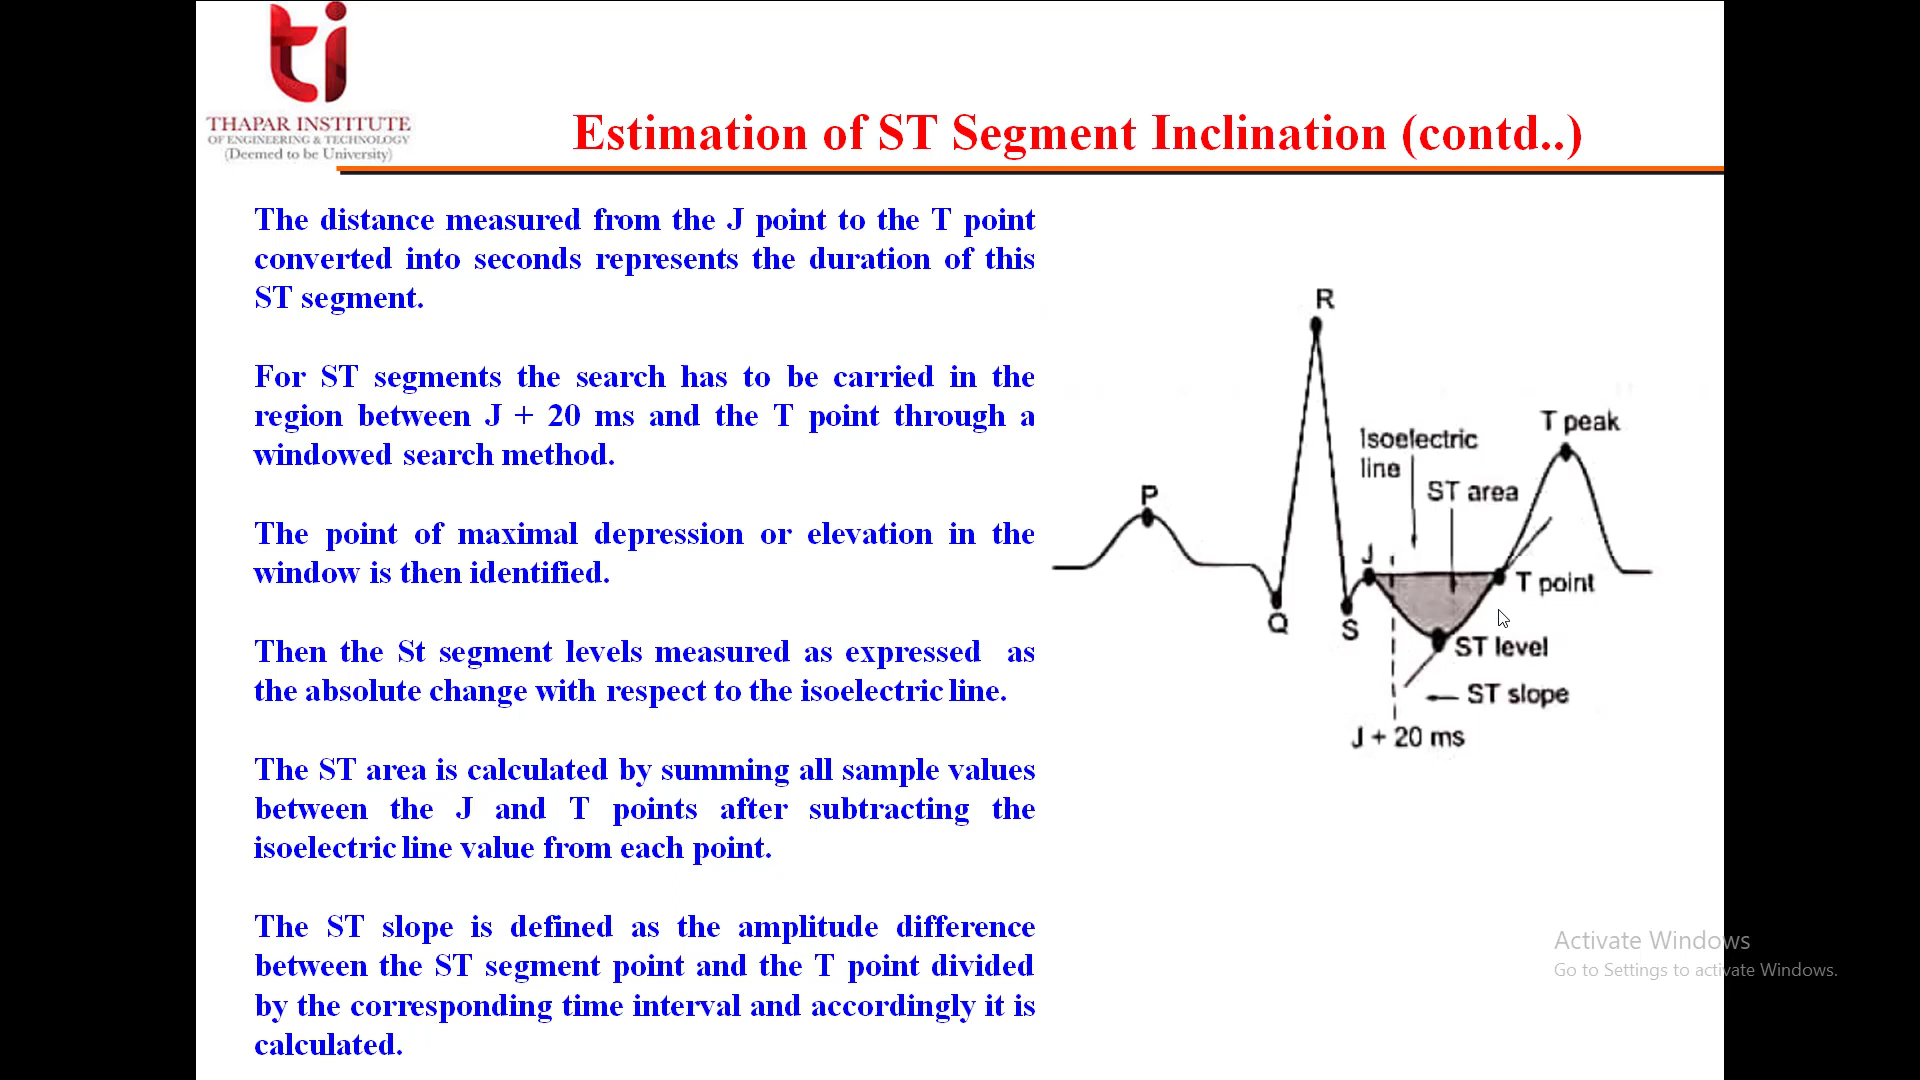 ti
THAPAR INSTITUTE
OF ENGINEERING & TECHNOLOGY
(Deemed to be University)
Estimation of ST Segment Inclination (contd..)
The distance measured from the J point to the T point
converted into seconds represents the duration of this
ST segment.
For ST segments the search has to be carried in the
region between J + 20 ms and the T point through a
windowed search method.
The point of maximal depression or elevation in the
window is then identified.
Then the St segment levels measured as expressed as
the absolute change with respect to the isoelectric line.
The ST area is calculated by summing all sample values
between the J and T points after subtracting the
isoelectric line value from each point.
The ST slope is defined as the amplitude difference
between the ST segment point and the T point divided
by the corresponding time interval and accordingly it is
calculated.
R
T peak
Isoelectric
line
ST area
P
J
T point
Q
S
ST level
ST slope
J + 20 ms
Activate Windows
Go to Settings to activate Windows.